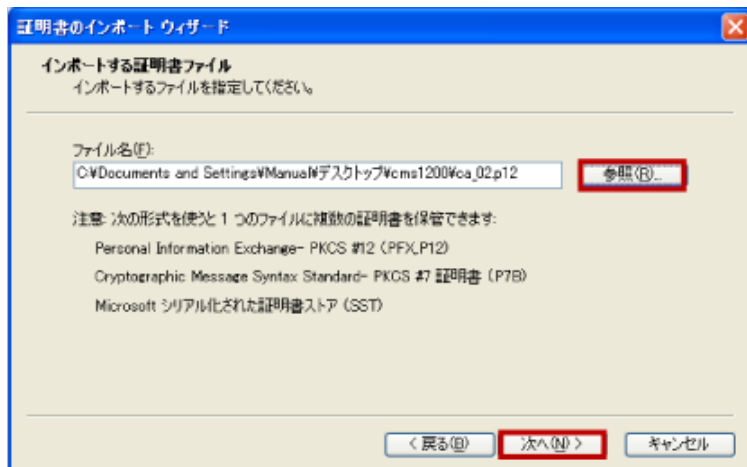 証明書のインポート ウィザード
インポートする証明書ファイル
インポートするファイルを指定してください。
ファイル名(F):
C:¥Documents and Settings¥Manual¥デスクトップ¥cms1200¥ca_02.p12
参照(R)...
注意: 次の形式を使うと 1 つのファイルに複数の証明書を保管できます:
Personal Information Exchange- PKCS #12 (PFX,P12)
Cryptographic Message Syntax Standard- PKCS #7 証明書 (P7B)
Microsoft シリアル化された証明書ストア (SST)
< 戻る(B)
次へ(N) >
キャンセル